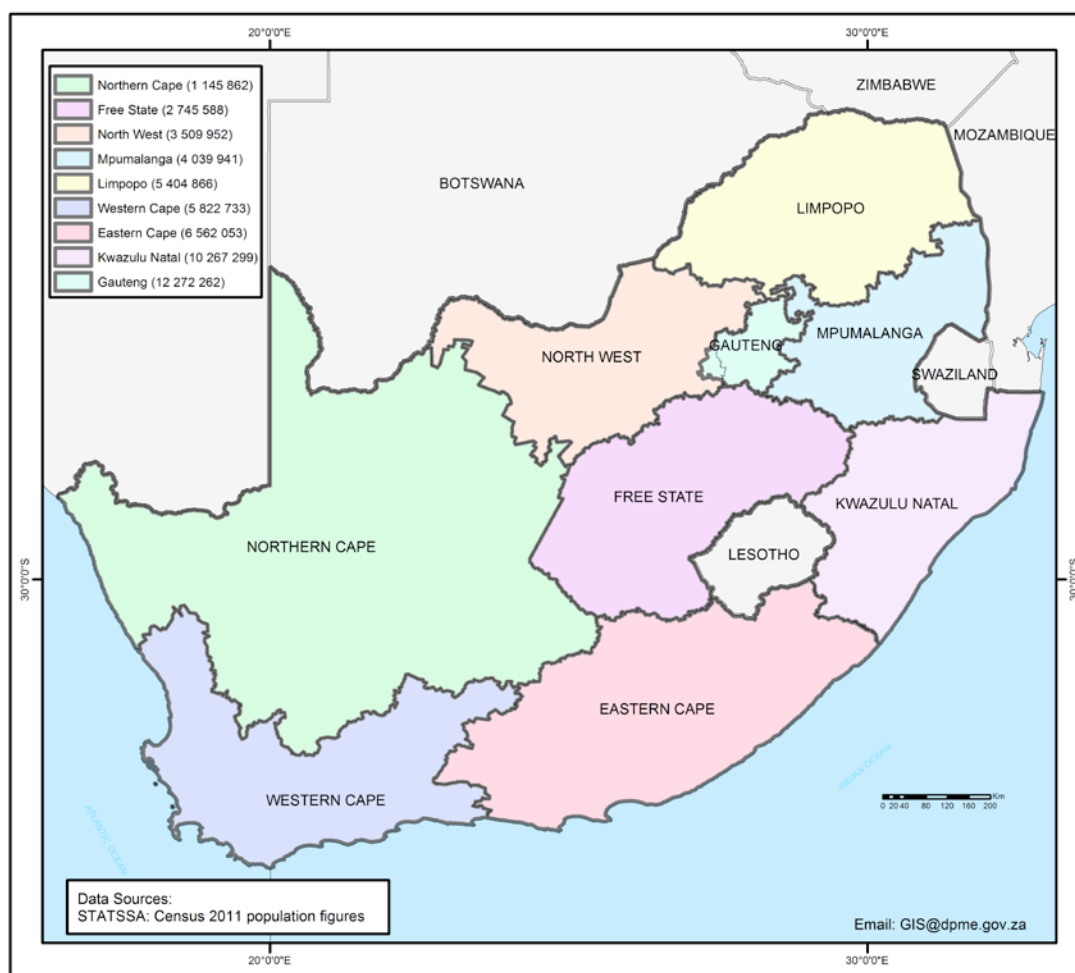 20°0'0"E
30°0'0"E
Northern Cape (1 145 862)
Free State (2 745 588)
North West (3 509 952)
Mpumalanga (4 039 941)
Limpopo (5 404 866)
Western Cape (5 822 733)
Eastern Cape (6 562 053)
Kwazulu Natal (10 267 299)
Gauteng (12 272 262)
ZIMBABWE
MOZAMBIQUE
BOTSWANA
LIMPOPO
MPUMALANGA
GAUTENG
NORTH WEST
SWAZILAND
FREE STATE
KWAZULU NATAL
NORTHERN CAPE
LESOTHO
30°0'0"S
30°0'0"S
EASTERN CAPE
WESTERN CAPE
INDIAN OCEAN
ATLANTIC OCEAN
Km
0 20 40 80 120 160 200
Data Sources:
STATSSA: Census 2011 population figures
Email: GIS@dpme.gov.za
20°0'0"E
30°0'0"E